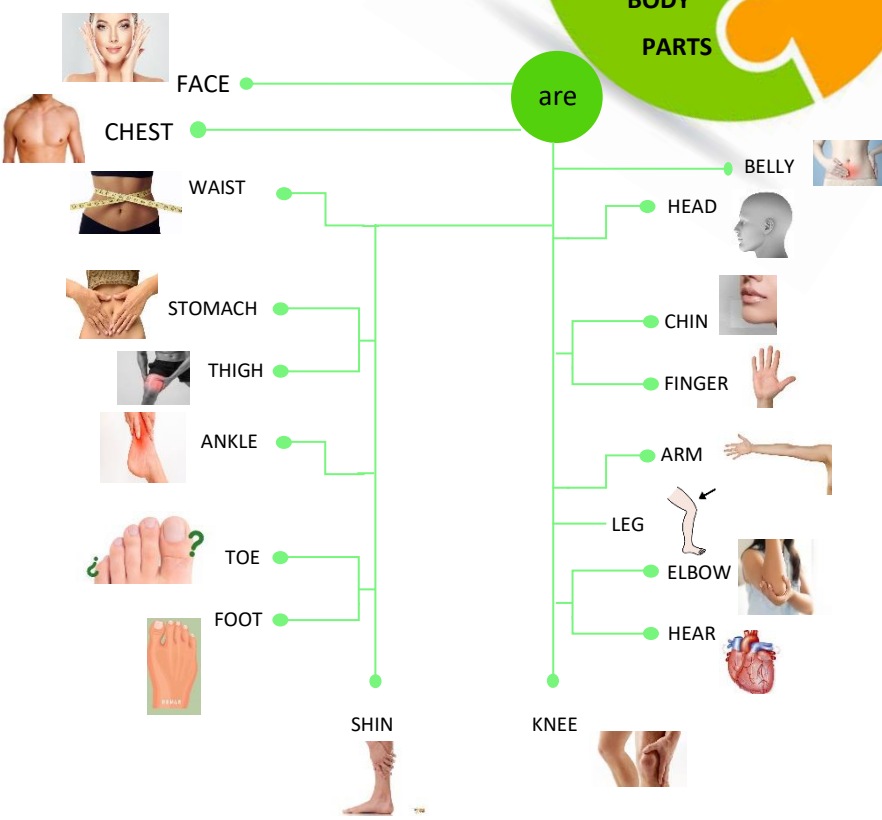 BODY
PARTS
are
FACE
CHEST
WAIST
STOMACH
THIGH
ANKLE
TOE
FOOT
SHIN
BELLY
HEAD
CHIN
FINGER
ARM
LEG
ELBOW
HEAR
KNEE
?
¿